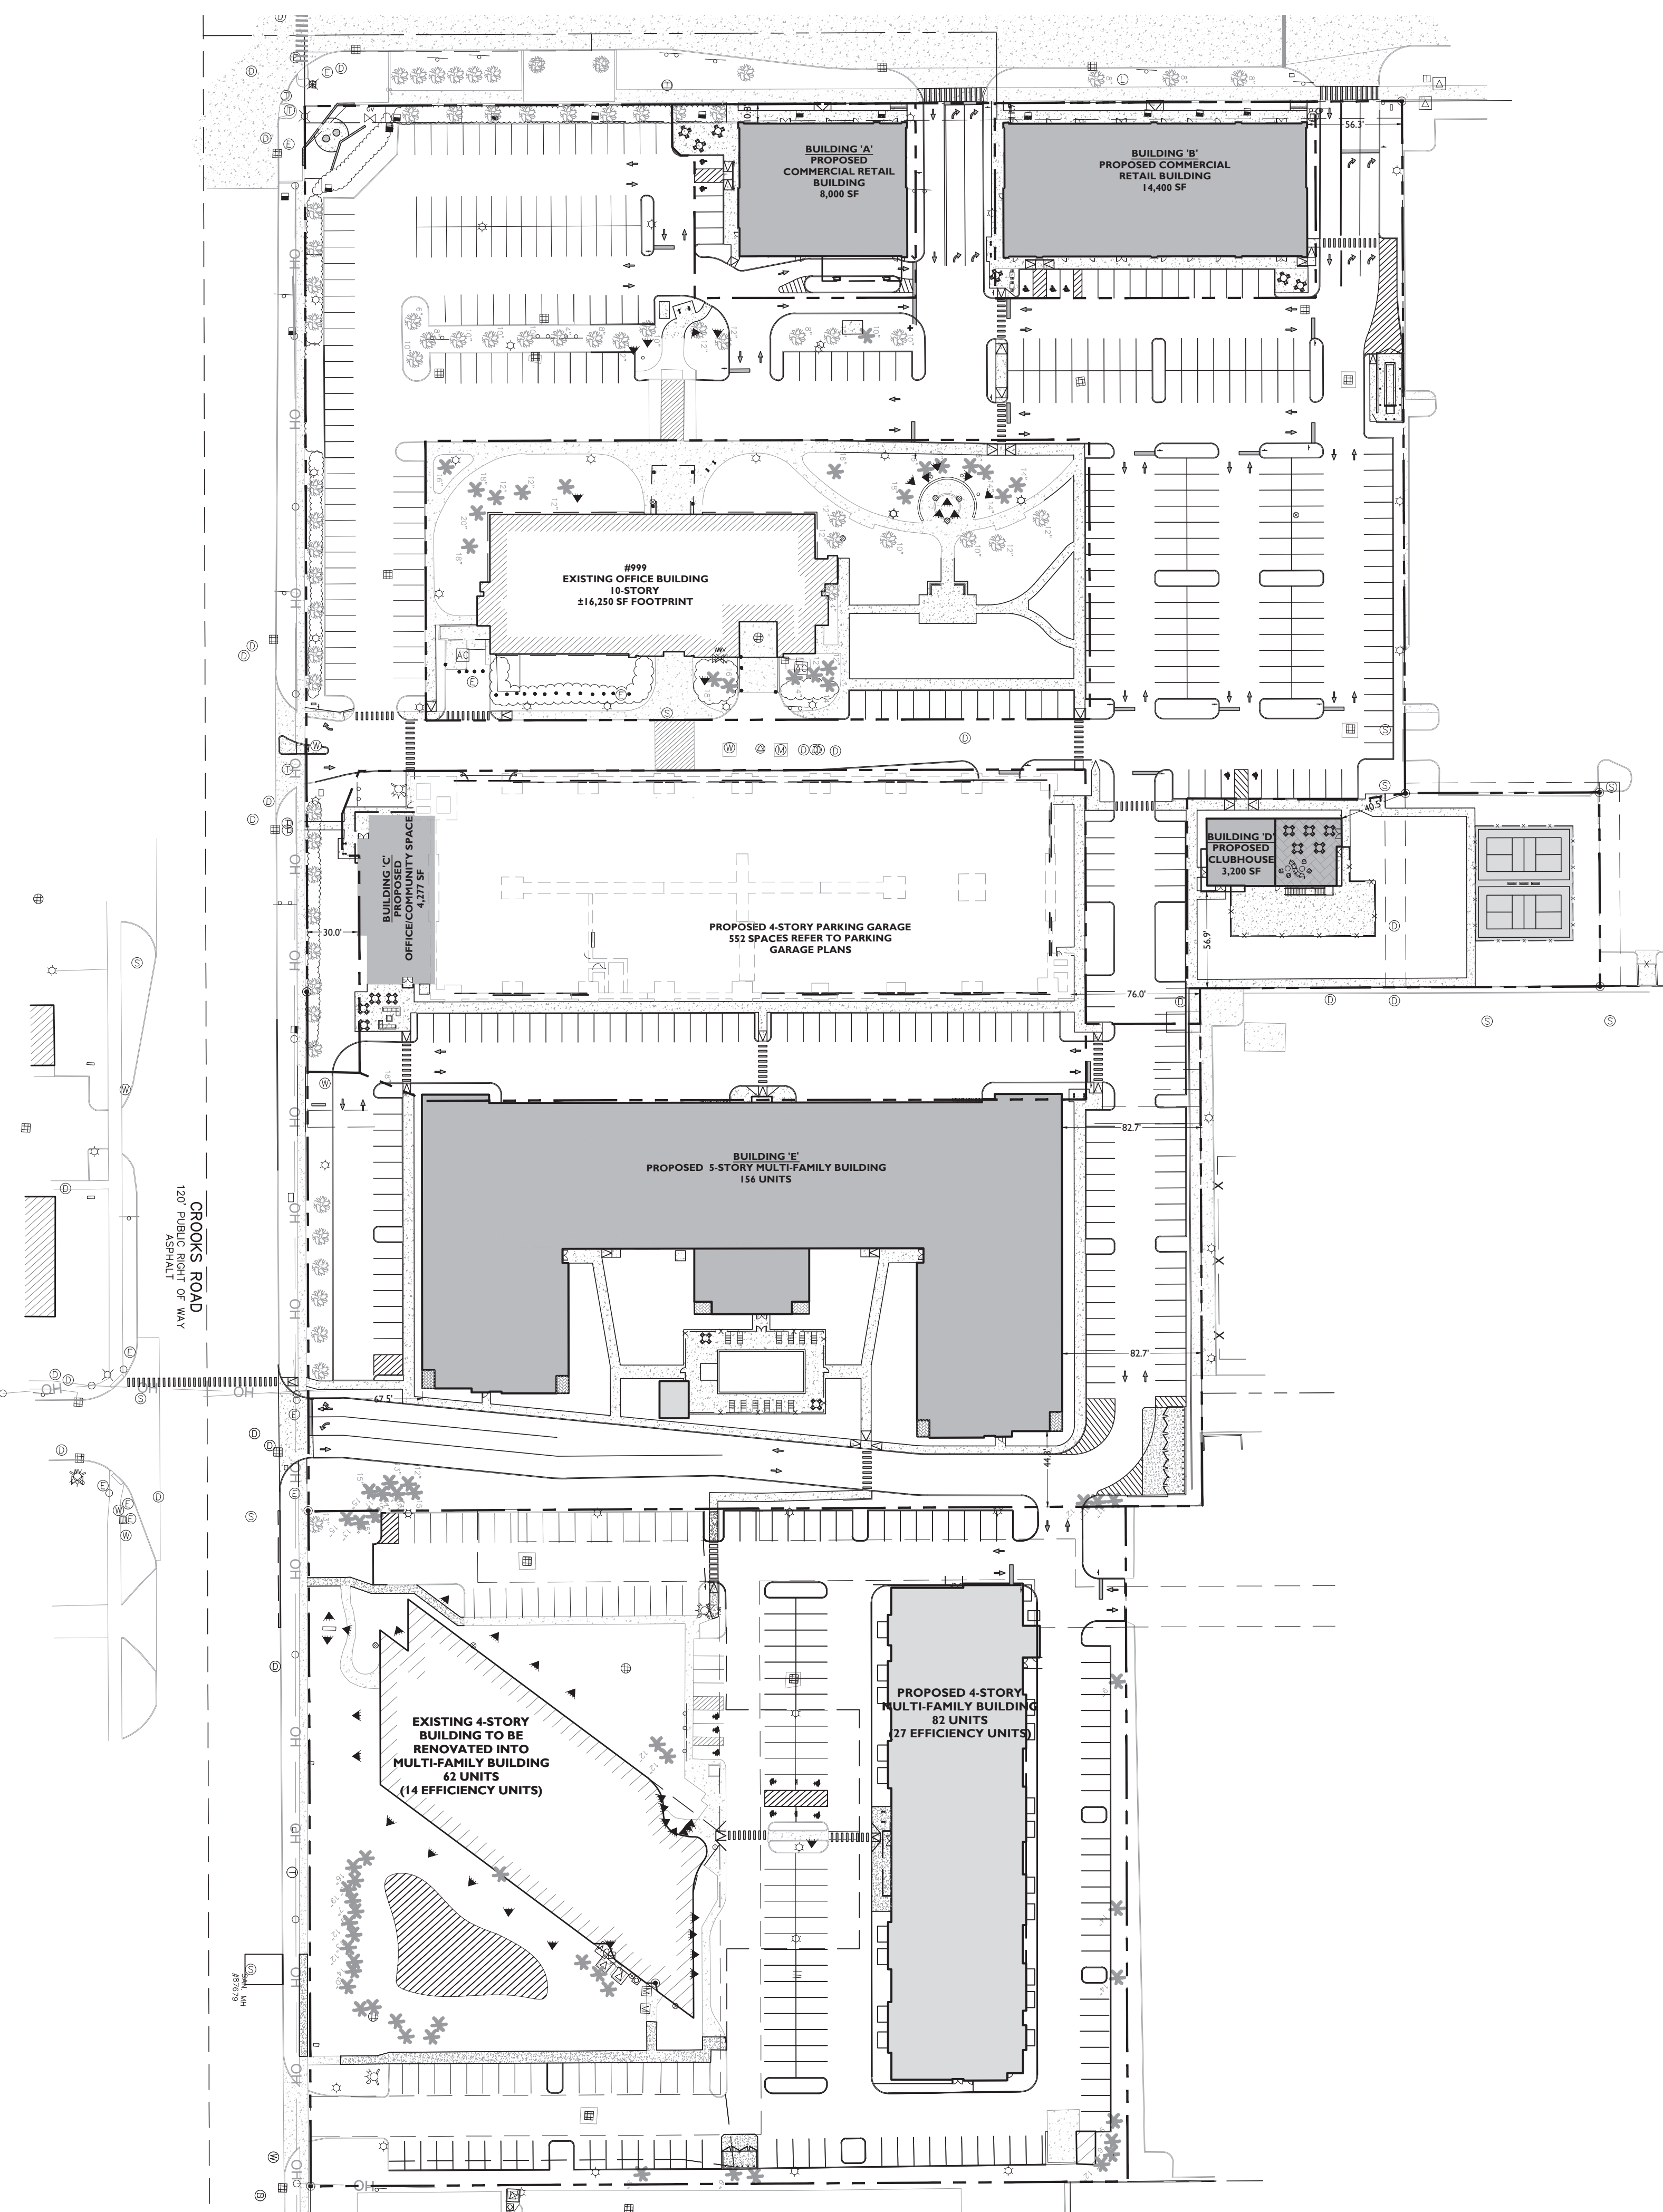 BUILDING 'A'
PROPOSED
COMMERCIAL RETAIL
BUILDING
8,000 SF
BUILDING 'B'
PROPOSED COMMERCIAL
RETAIL BUILDING
14,400 SF
56.3'
10.8'
#999
EXISTING OFFICE BUILDING
10-STORY
±16,250 SF FOOTPRINT
AC
BUILDING 'C'
PROPOSED
OFFICE/COMMUNITY SPACE
4,277 SF
30.0'
PROPOSED 4-STORY PARKING GARAGE
552 SPACES REFER TO PARKING
GARAGE PLANS
BUILDING 'D'
PROPOSED
CLUBHOUSE
3,200 SF
40.5'
56.9'
76.0'
BUILDING 'E'
PROPOSED 5-STORY MULTI-FAMILY BUILDING
156 UNITS
82.7'
82.7'
67.5'
44.8'
CROOKS ROAD
120' PUBLIC RIGHT OF WAY
ASPHALT
EXISTING 4-STORY
BUILDING TO BE
RENOVATED INTO
MULTI-FAMILY BUILDING
62 UNITS
(14 EFFICIENCY UNITS)
PROPOSED 4-STORY
MULTI-FAMILY BUILDING
82 UNITS
(27 EFFICIENCY UNITS)
SAN. MH
#87679